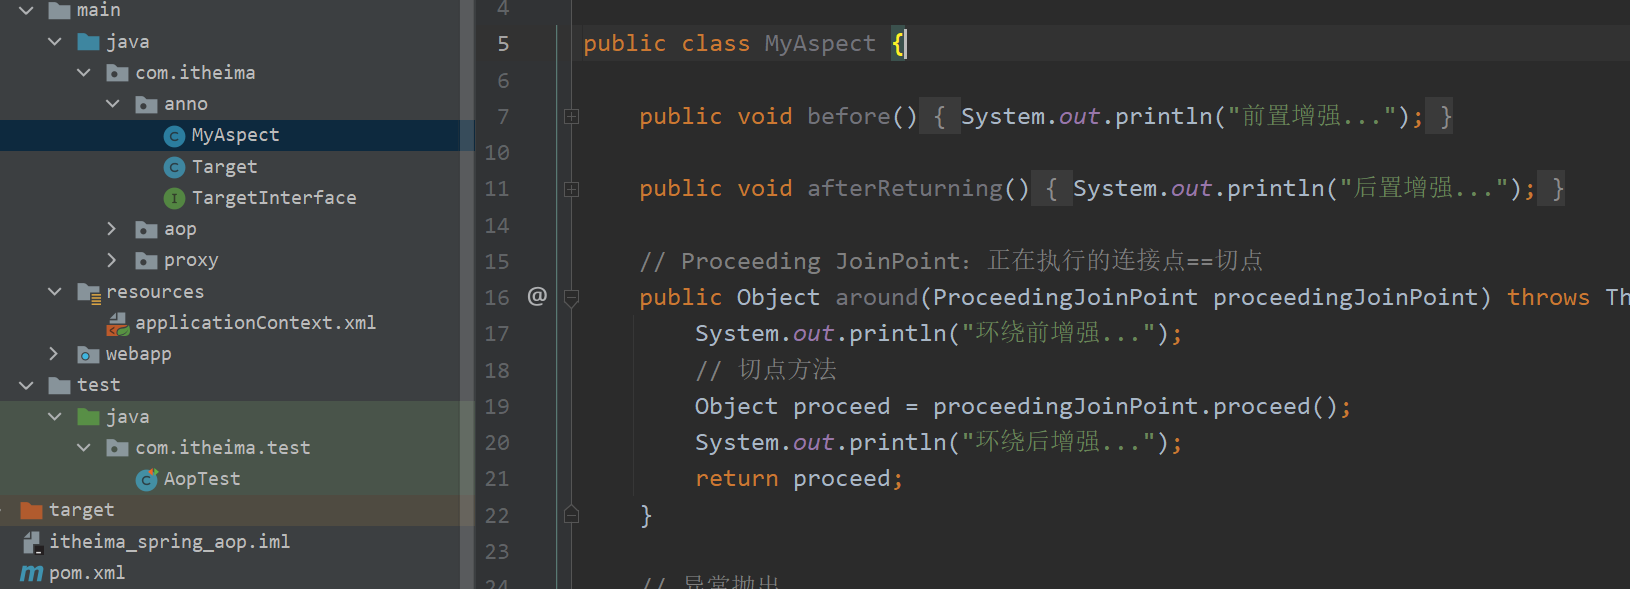 main
java
com.itheima
anno
MyAspect
Target
TargetInterface
aop
proxy
resources
applicationContext.xml
webapp
test
java
com.itheima.test
AopTest
target
itheima_spring_aop.iml
pom.xml
4
5 public class MyAspect {
6
7 public void before() { System.out.println("前置增强..."); }
10
11 public void afterReturning() { System.out.println("后置增强..."); }
14
15 // Proceeding JoinPoint: 正在执行的连接点==切点
16 @ public Object around(ProceedingJoinPoint proceedingJoinPoint) throws Th
17 System.out.println("环绕前增强...");
18 // 切点方法
19 Object proceed = proceedingJoinPoint.proceed();
20 System.out.println("环绕后增强...");
21 return proceed;
22 }
23
24 // 异常抛出